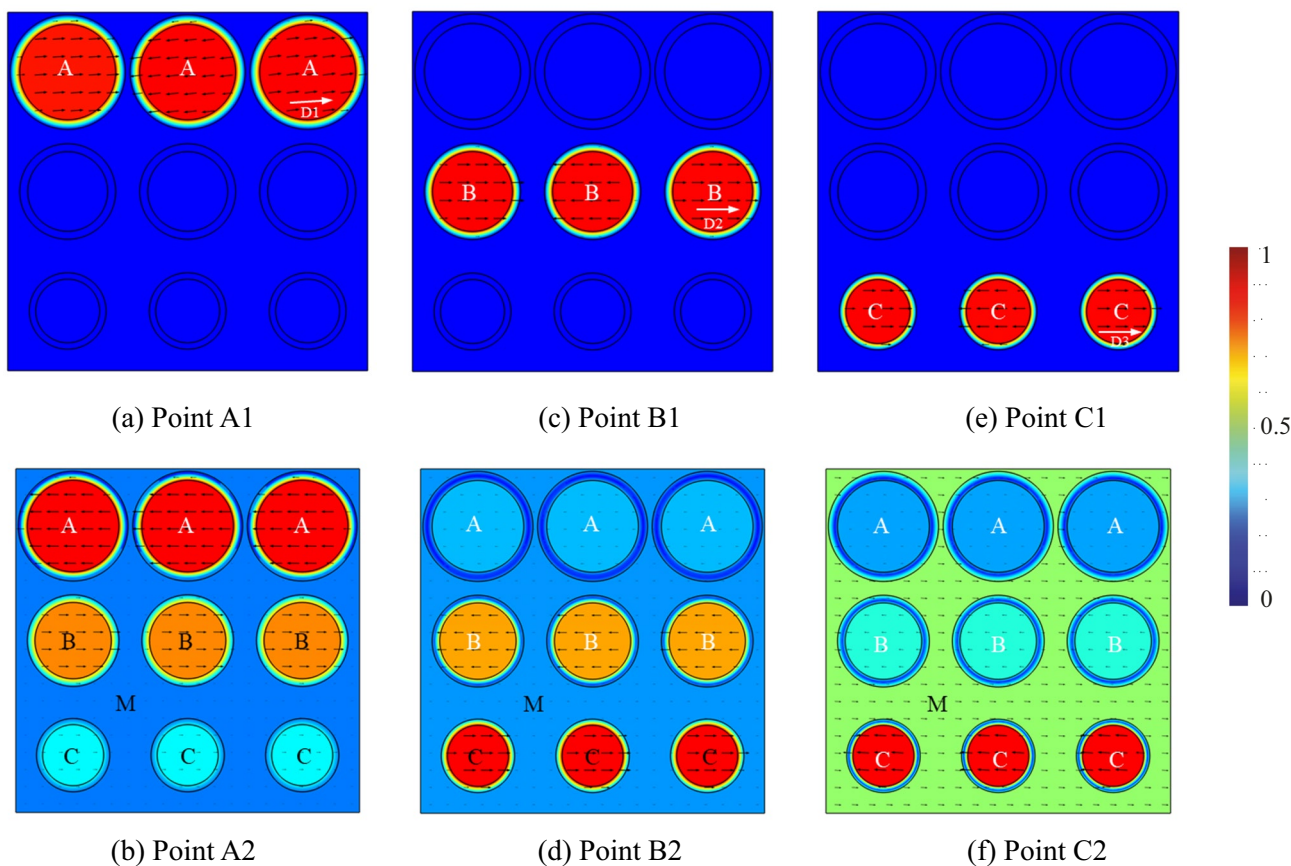 A A A
D1
B B B
D2
C C C
D3
(a) Point A1
(c) Point B1
(e) Point C1
1
0.5
0
A A A
B B B
M
C C C
A A A
B B B
M
C C C
A A A
B B B
M
C C C
(b) Point A2
(d) Point B2
(f) Point C2